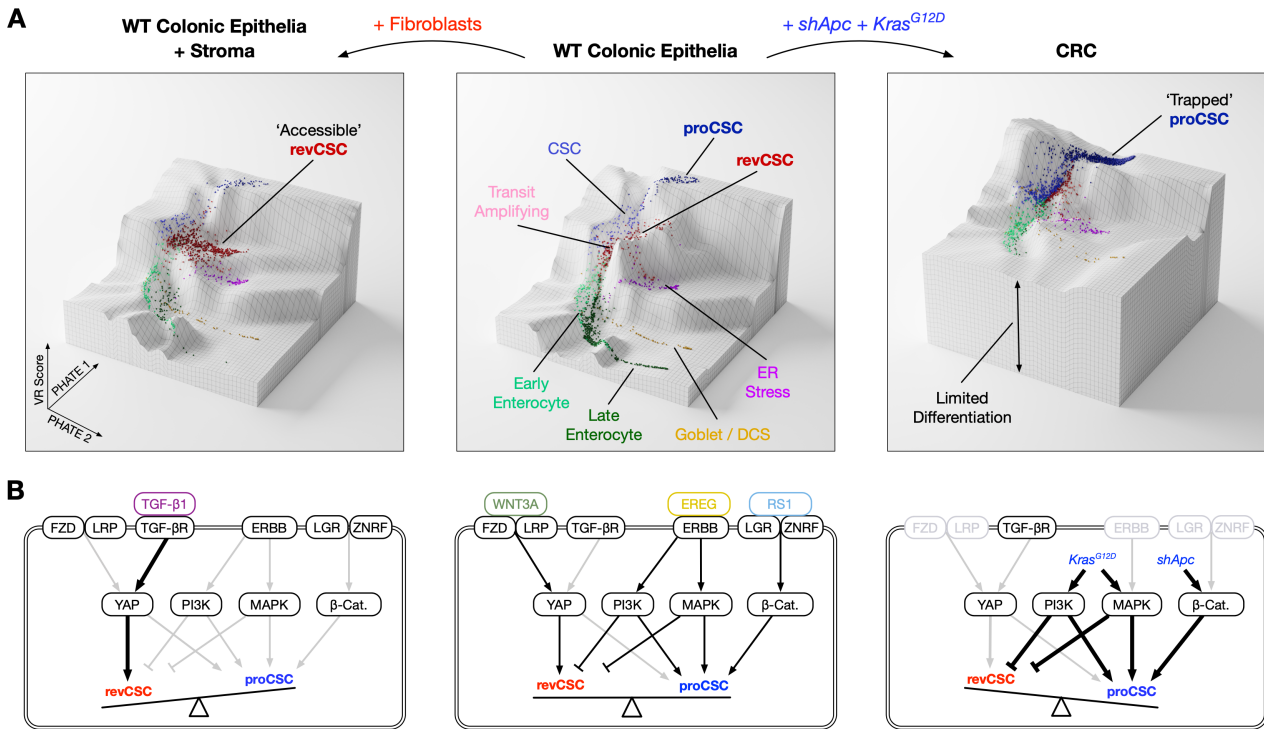 A
WT Colonic Epithelia
+ Stroma
+ Fibroblasts
WT Colonic Epithelia
+ shApc + Kras^G12D
CRC
'Accessible'
revCSC
VR Score
PHATE 1
PHATE 2
proCSC
CSC
revCSC
Transit
Amplifying
Early
Enterocyte
Late
Enterocyte
Goblet / DCS
ER
Stress
'Trapped'
proCSC
Limited
Differentiation
B
TGF-β1
FZD LRP TGF-βR ERBB LGR ZNRF
YAP PI3K MAPK β-Cat.
revCSC proCSC
WNT3A EREG RS1
FZD LRP TGF-βR ERBB LGR ZNRF
YAP PI3K MAPK β-Cat.
revCSC proCSC
FZD LRP TGF-βR ERBB LGR ZNRF
Kras^G12D shApc
YAP PI3K MAPK β-Cat.
revCSC proCSC